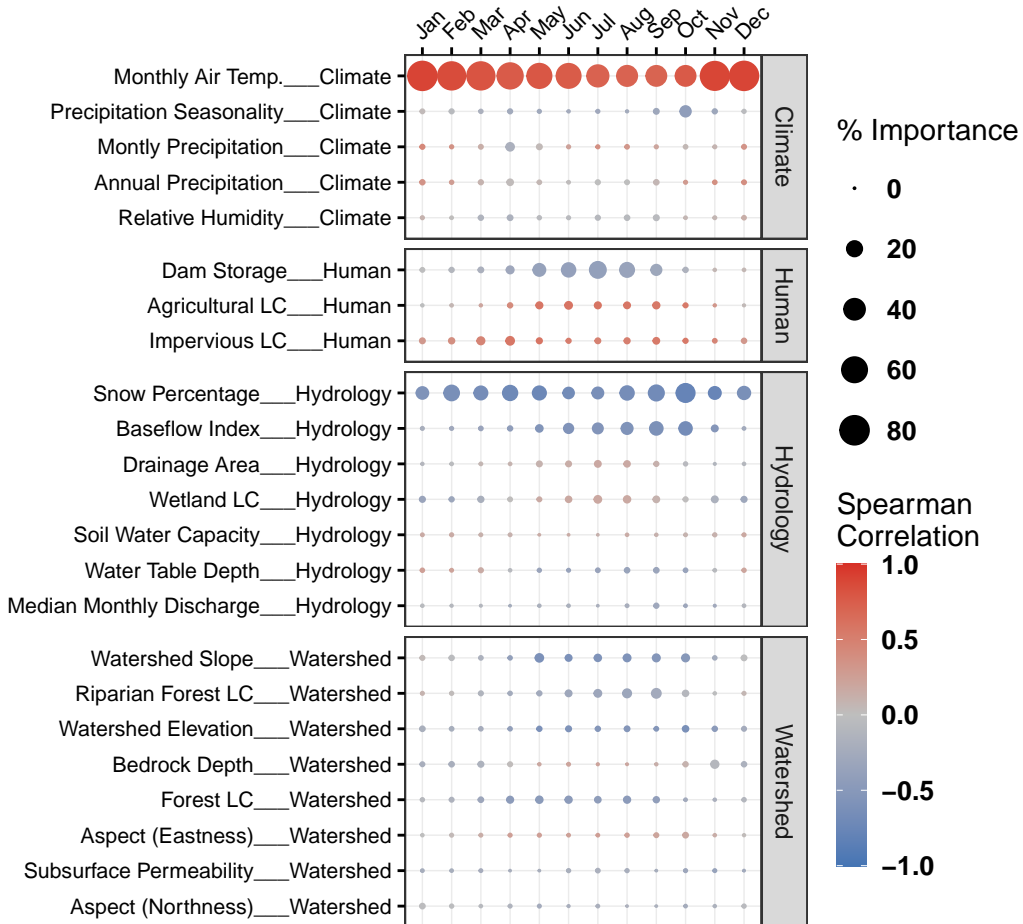 Jan Feb Mar Apr May Jun Jul Aug Sep Oct Nov Dec
Monthly Air Temp.___Climate
Precipitation Seasonality___Climate
Montly Precipitation___Climate
Annual Precipitation___Climate
Relative Humidity___Climate
Climate
Dam Storage___Human
Agricultural LC___Human
Impervious LC___Human
Human
Snow Percentage___Hydrology
Baseflow Index___Hydrology
Drainage Area___Hydrology
Wetland LC___Hydrology
Soil Water Capacity___Hydrology
Water Table Depth___Hydrology
Median Monthly Discharge___Hydrology
Hydrology
Watershed Slope___Watershed
Riparian Forest LC___Watershed
Watershed Elevation___Watershed
Bedrock Depth___Watershed
Forest LC___Watershed
Aspect (Eastness)___Watershed
Subsurface Permeability___Watershed
Aspect (Northness)___Watershed
Watershed
% Importance
0
20
40
60
80
Spearman
Correlation
1.0
0.5
0.0
−0.5
−1.0